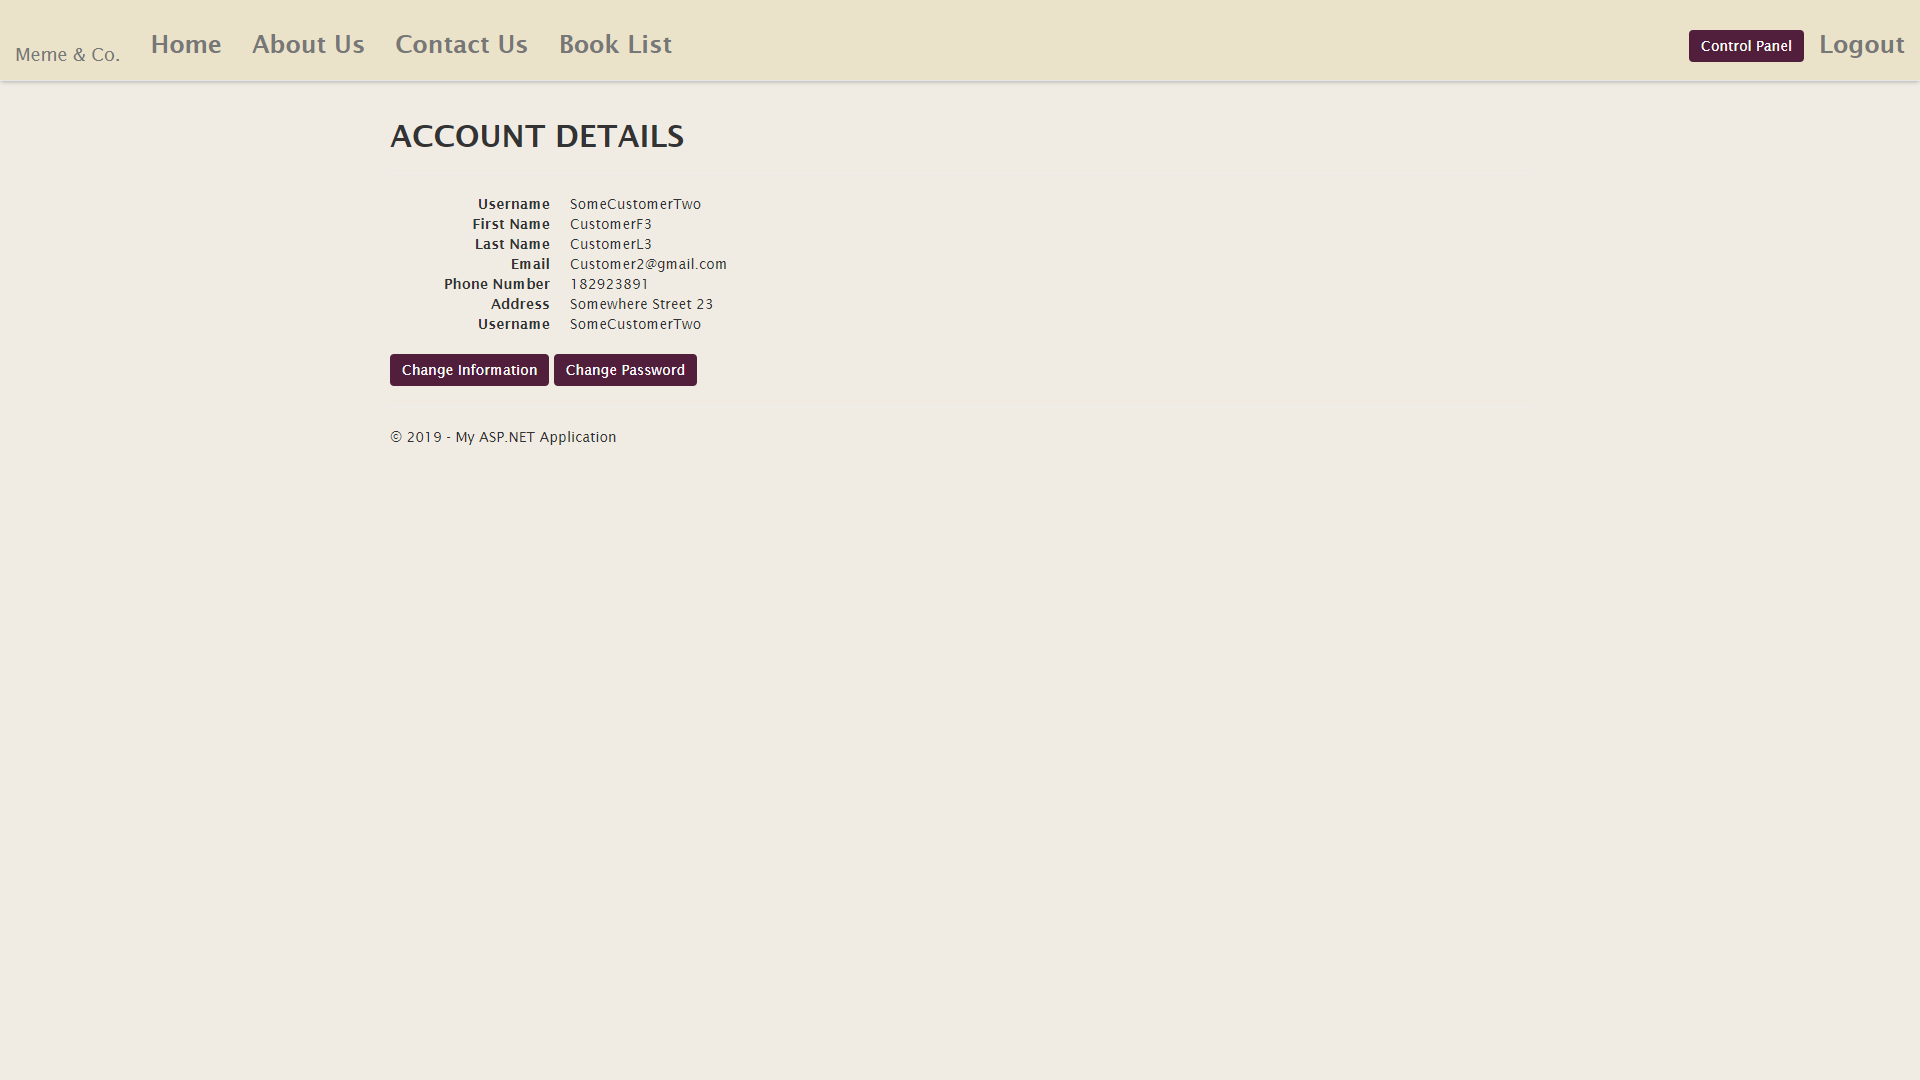 Meme & Co. Home About Us Contact Us Book List Control Panel Logout
ACCOUNT DETAILS
Username SomeCustomerTwo
First Name CustomerF3
Last Name CustomerL3
Email Customer2@gmail.com
Phone Number 182923891
Address Somewhere Street 23
Username SomeCustomerTwo
Change Information Change Password
© 2019 - My ASP.NET Application